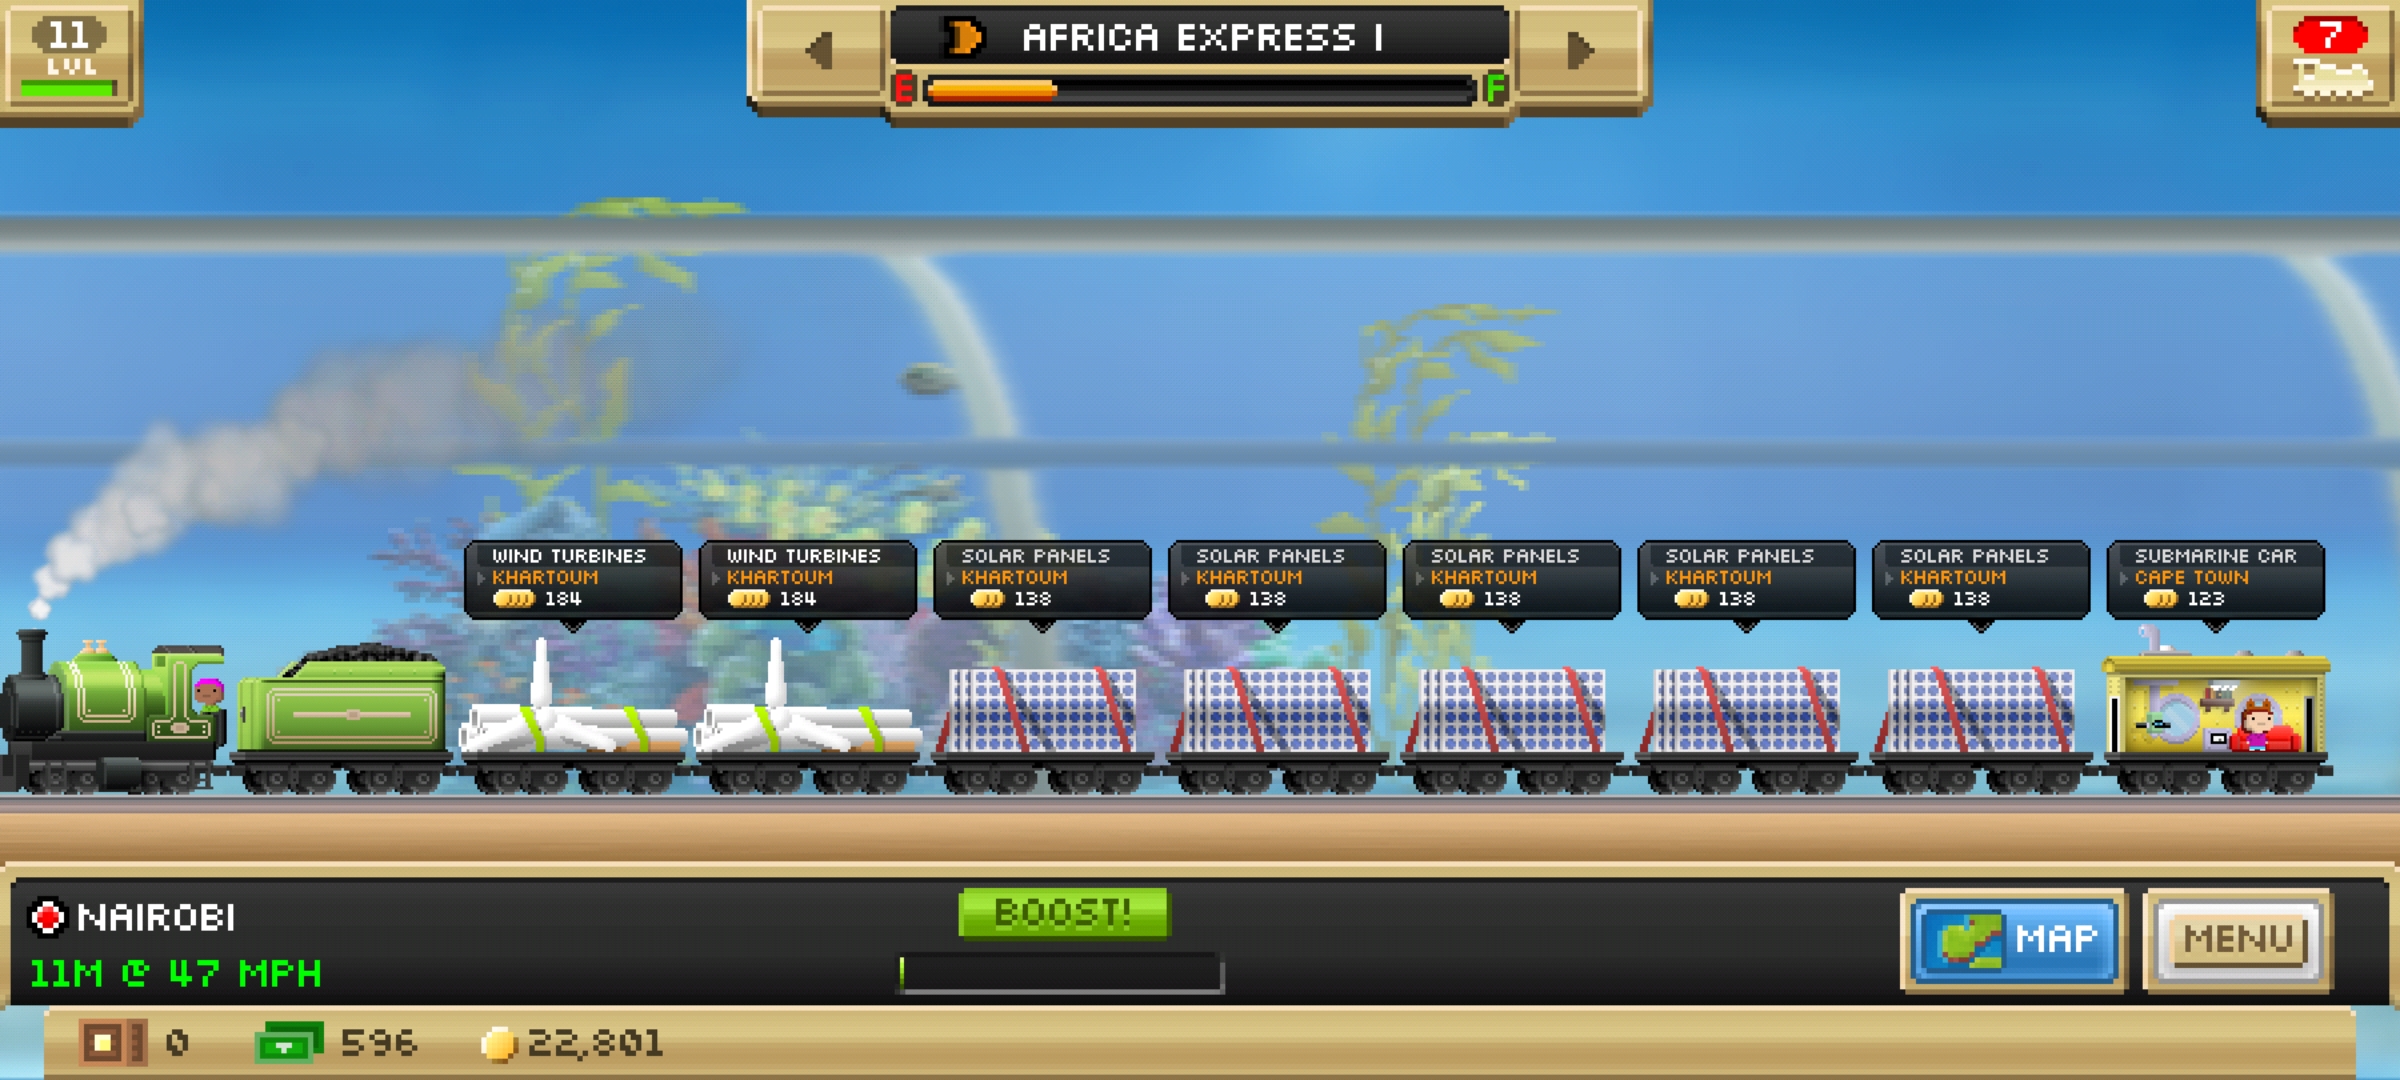 11
LVL
AFRICA EXPRESS I
E
F
7
WIND TURBINES
KHARTOUM
184
WIND TURBINES
KHARTOUM
184
SOLAR PANELS
KHARTOUM
138
SOLAR PANELS
KHARTOUM
138
SOLAR PANELS
KHARTOUM
138
SOLAR PANELS
KHARTOUM
138
SOLAR PANELS
KHARTOUM
138
SUBMARINE CAR
CAPE TOWN
123
NAIROBI
11M @ 47 MPH
BOOST!
MAP
MENU
0
596
22,801